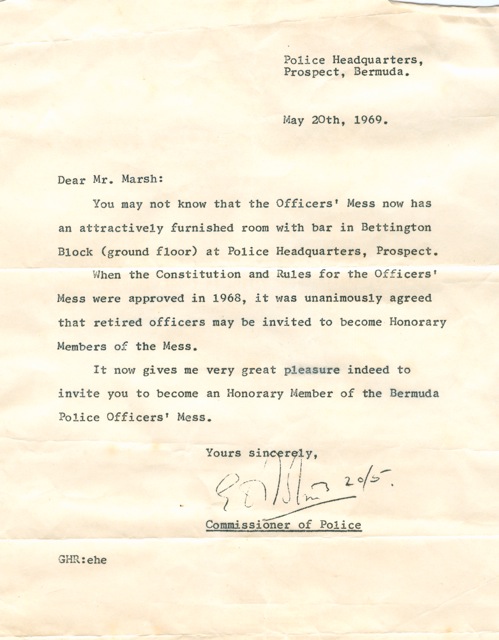 Police Headquarters,
Prospect, Bermuda.
May 20th, 1969.
Dear Mr. Marsh:
You may not know that the Officers' Mess now has
an attractively furnished room with bar in Bettington
Block (ground floor) at Police Headquarters, Prospect.
When the Constitution and Rules for the Officers'
Mess were approved in 1968, it was unanimously agreed
that retired officers may be invited to become Honorary
Members of the Mess.
It now gives me very great pleasure indeed to
invite you to become an Honorary Member of the Bermuda
Police Officers' Mess.
Yours sincerely,
20/5.
Commissioner of Police
GHR:ehe